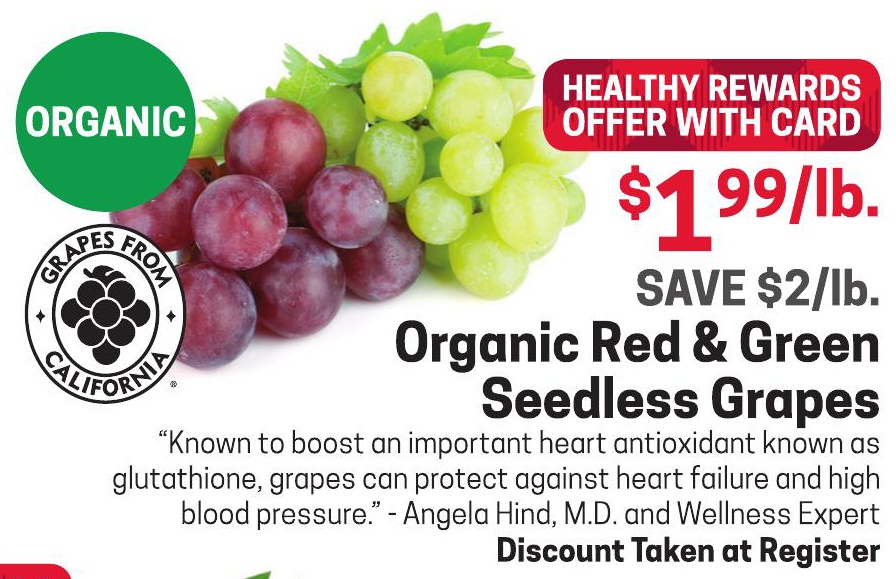 ORGANIC
HEALTHY REWARDS
OFFER WITH CARD
$1.99/lb.
SAVE $2/lb.
GRAPES FROM
CALIFORNIA
®
Organic Red & Green
Seedless Grapes
“Known to boost an important heart antioxidant known as
glutathione, grapes can protect against heart failure and high
blood pressure.” - Angela Hind, M.D. and Wellness Expert
Discount Taken at Register